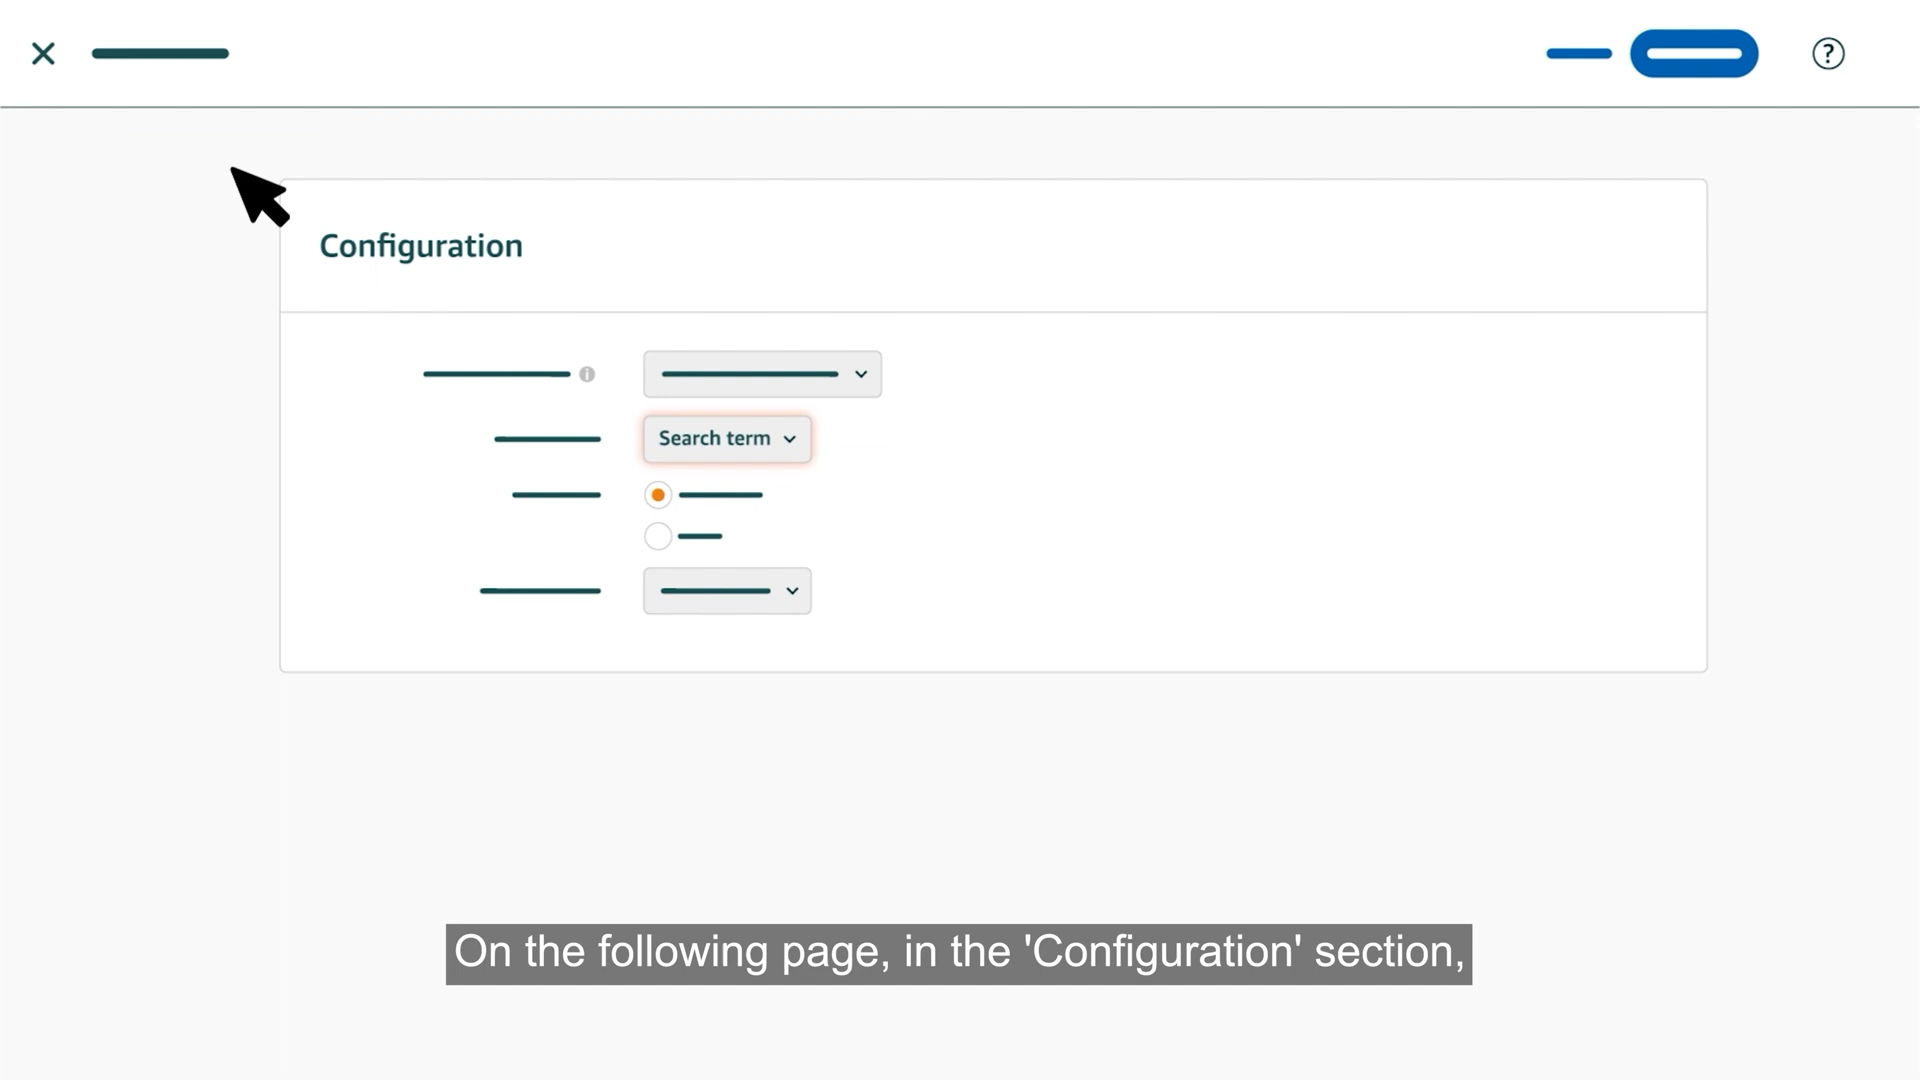 ?
Configuration
i
Search term
On the following page, in the 'Configuration' section,